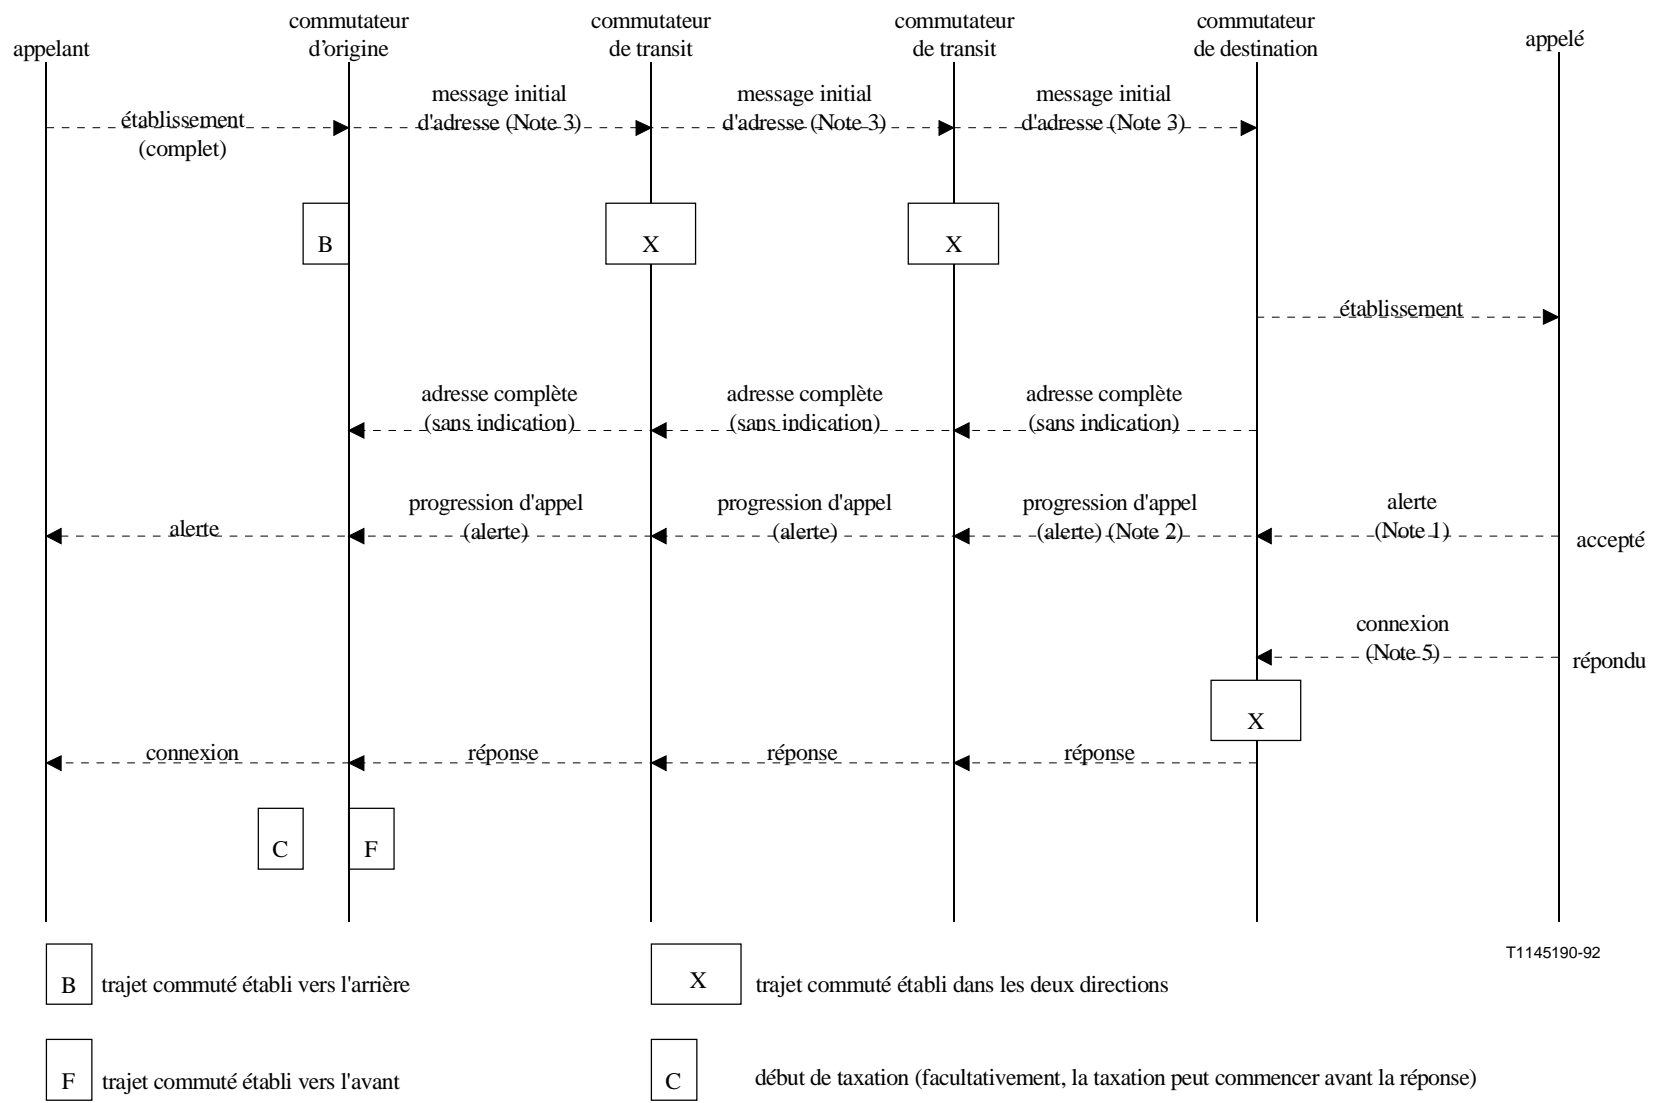 commutateur
d'origine
commutateur
de transit
commutateur
de transit
commutateur
de destination
appelant
appelé
établissement
(complet)
message initial
d'adresse (Note 3)
message initial
d'adresse (Note 3)
message initial
d'adresse (Note 3)
B
X
X
établissement
adresse complète
(sans indication)
adresse complète
(sans indication)
adresse complète
(sans indication)
alerte
progression d'appel
(alerte)
progression d'appel
(alerte)
progression d'appel
(alerte) (Note 2)
alerte
(Note 1)
accepté
connexion
(Note 5)
répondu
X
connexion
réponse
réponse
réponse
C
F
T1145190-92
B
trajet commuté établi vers l'arrière
X
trajet commuté établi dans les deux directions
F
trajet commuté établi vers l'avant
C
début de taxation (facultativement, la taxation peut commencer avant la réponse)